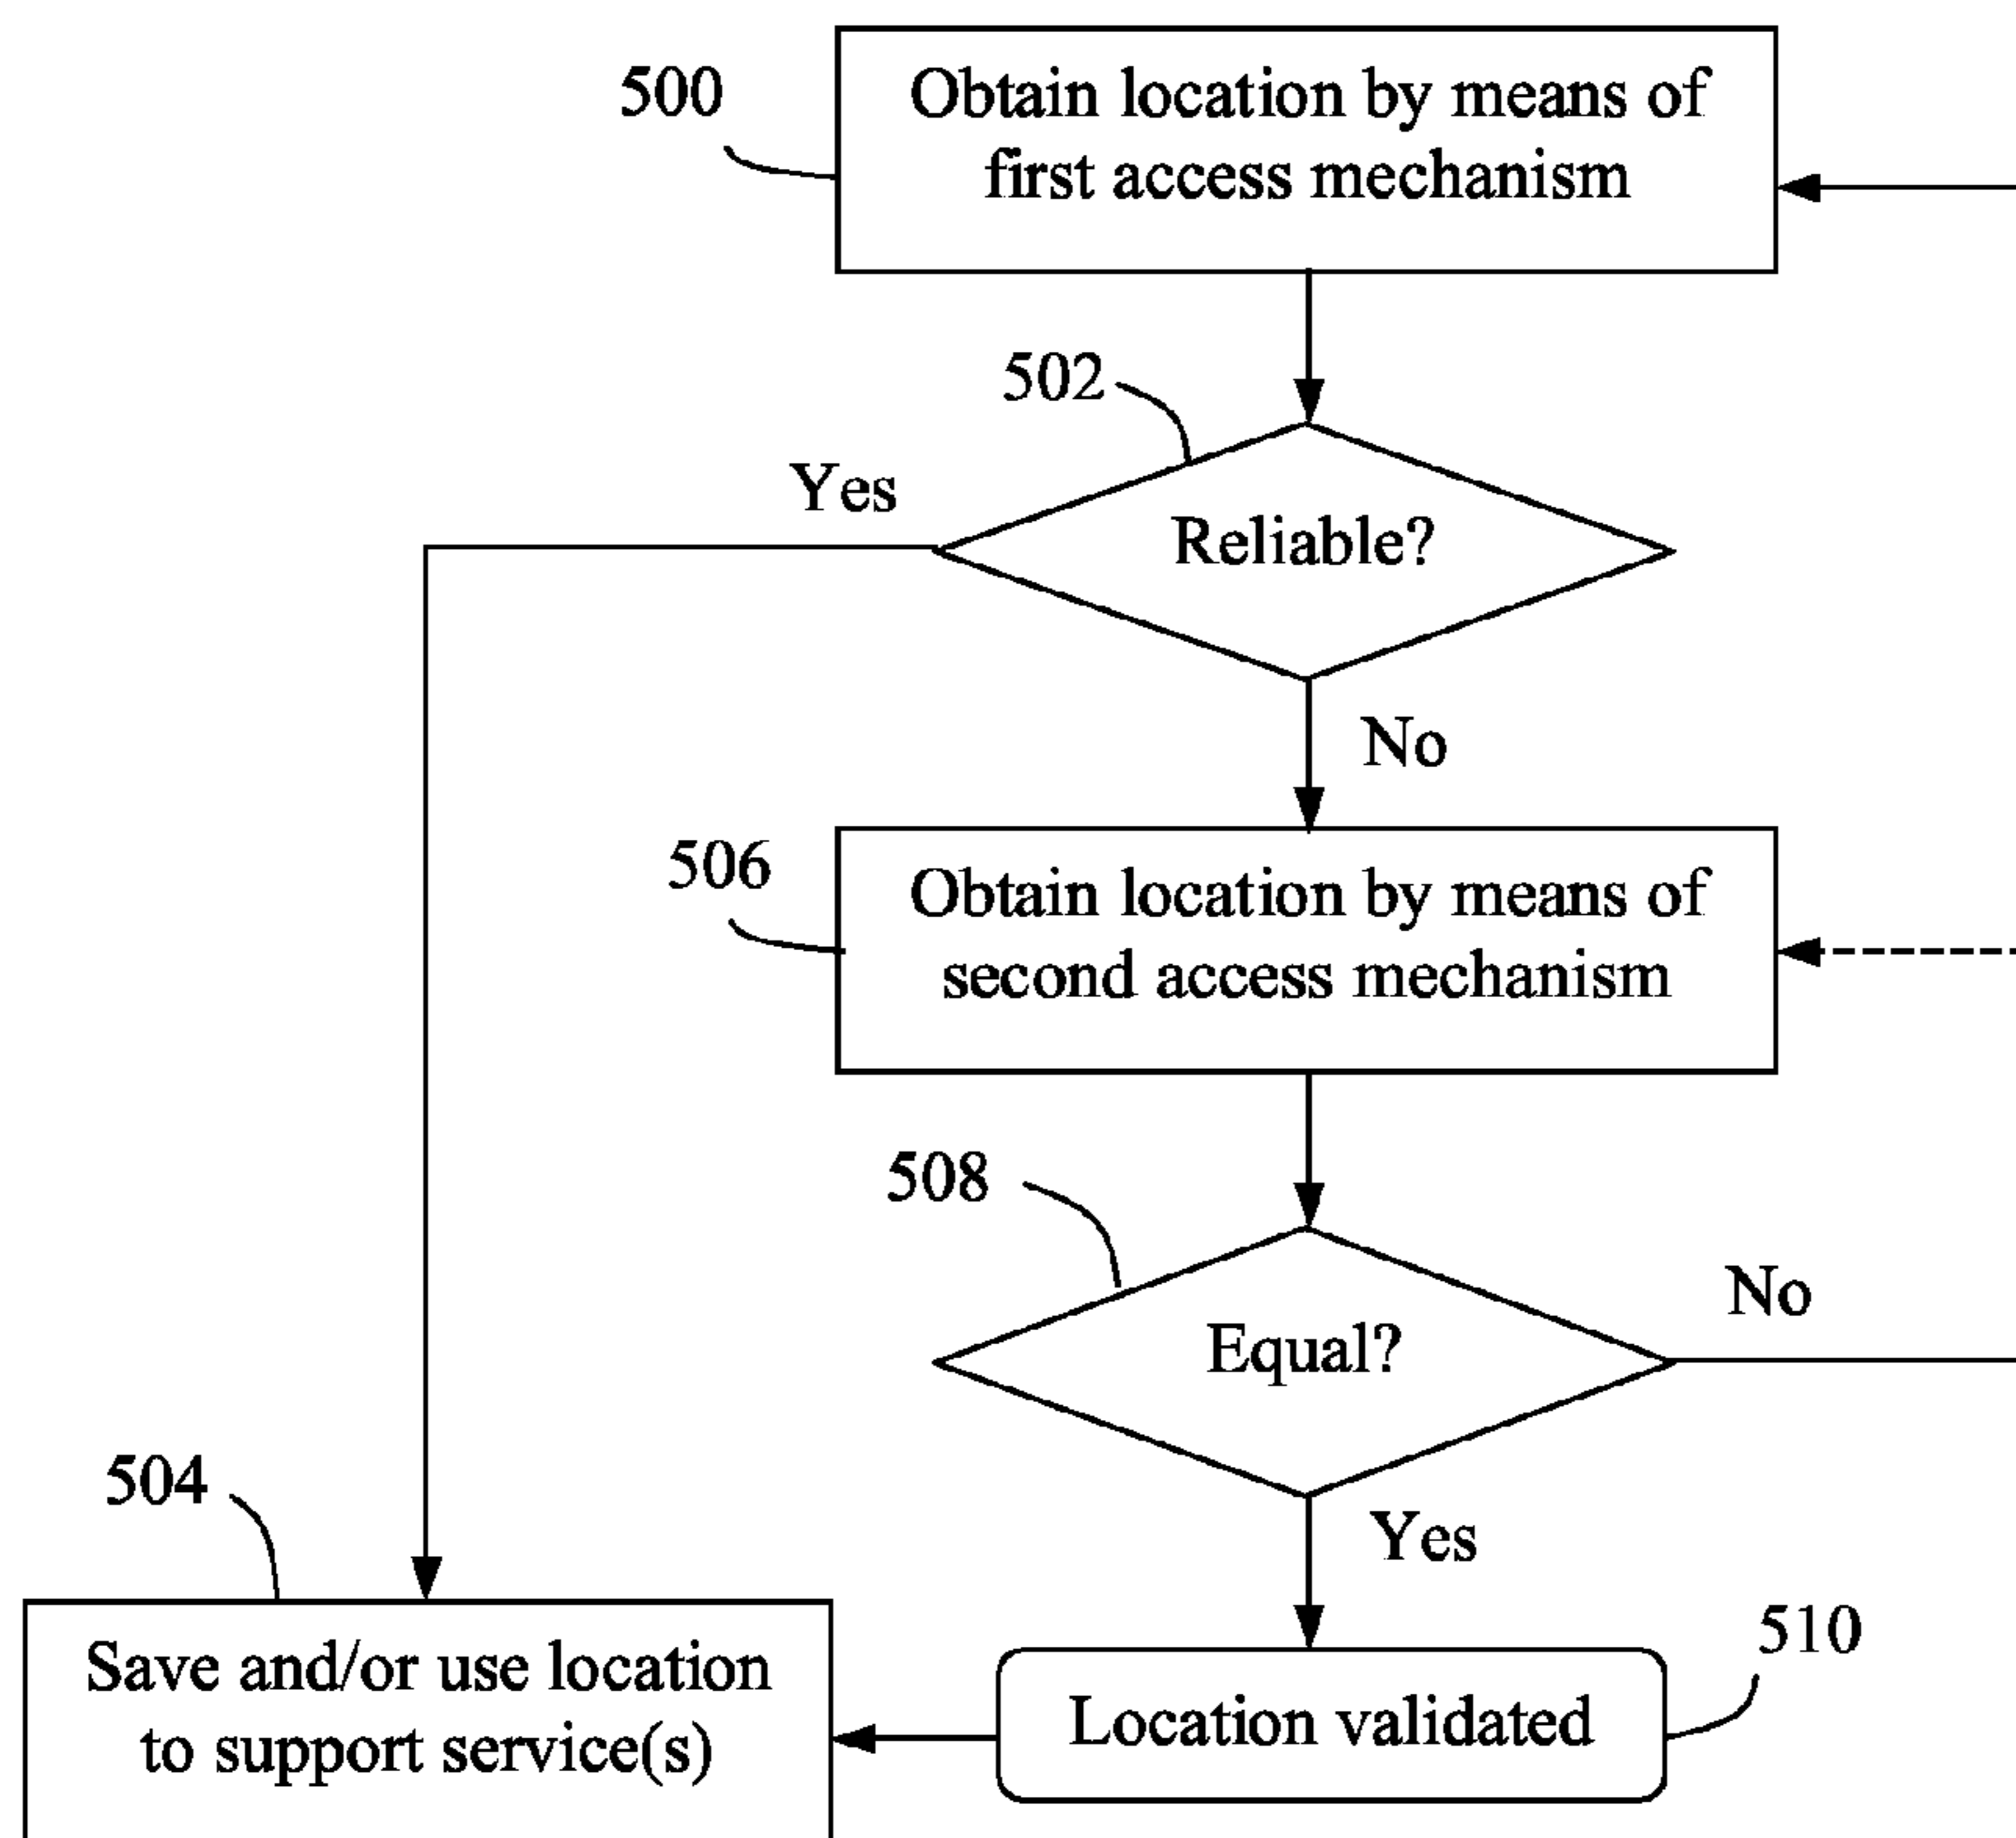 500
Obtain location by means of
first access mechanism
502
Yes
Reliable?
No
506
Obtain location by means of
second access mechanism
508
No
Equal?
504
Yes
510
Save and/or use location
to support service(s)
Location validated